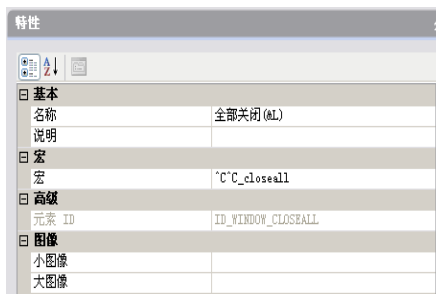 特性
基本
名称 全部关闭(&L)
说明
宏
宏 ^C^C_closeall
高级
元素 ID ID_WINDOW_CLOSEALL
图像
小图像
大图像